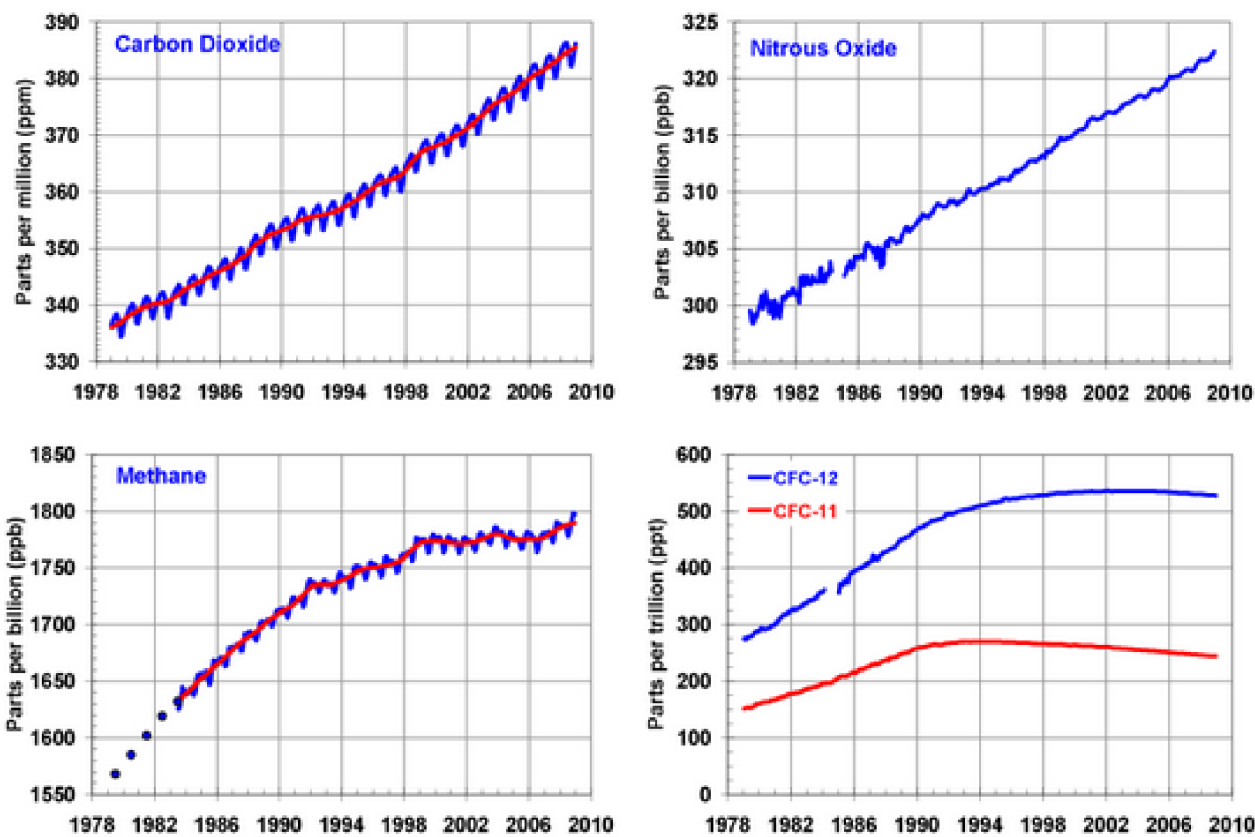 Carbon Dioxide
Parts per million (ppm)
390
380
370
360
350
340
330
1978 1982 1986 1990 1994 1998 2002 2006 2010
Nitrous Oxide
Parts per billion (ppb)
325
320
315
310
305
300
295
1978 1982 1986 1990 1994 1998 2002 2006 2010
Methane
Parts per billion (ppb)
1850
1800
1750
1700
1650
1600
1550
1978 1982 1986 1990 1994 1998 2002 2006 2010
CFC-12
CFC-11
Parts per trillion (ppt)
600
500
400
300
200
100
0
1978 1982 1986 1990 1994 1998 2002 2006 2010